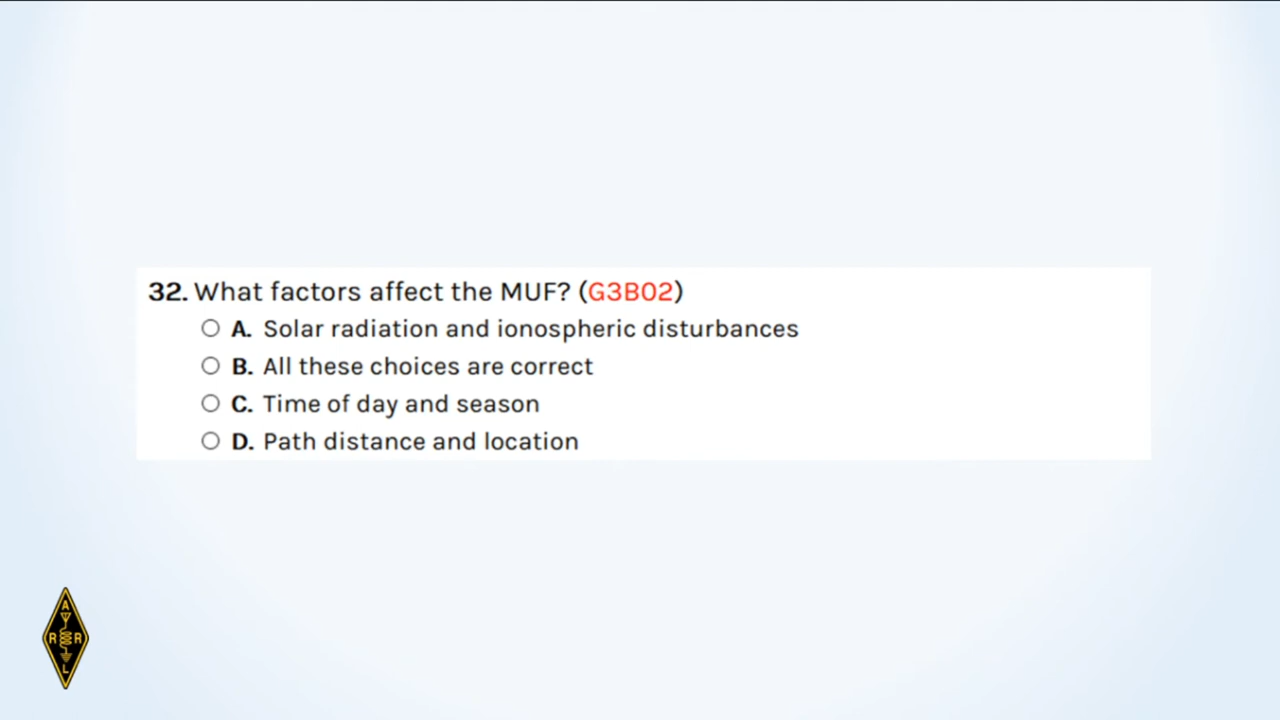 32. What factors affect the MUF? (G3B02)
A. Solar radiation and ionospheric disturbances
B. All these choices are correct
C. Time of day and season
D. Path distance and location
A
R R
L